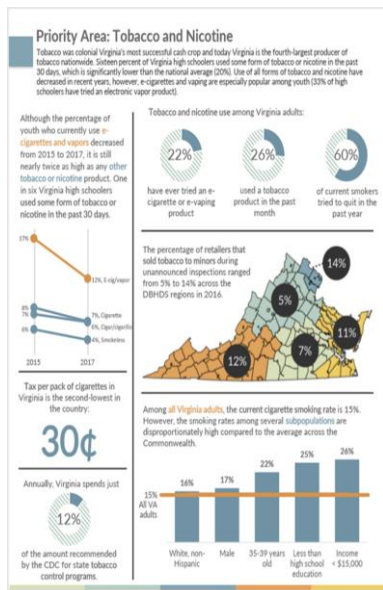 Priority Area: Tobacco and Nicotine
Tobacco was colonial Virginia's most successful cash crop and today Virginia is the fourth-largest producer of
tobacco nationwide. Sixteen percent of Virginia high schoolers used some form of tobacco or nicotine in the past
30 days, which is significantly lower than the national average (20%). Use of all forms of tobacco and nicotine have
decreased in recent years, however, e-cigarettes and vaping are especially popular among youth (33% of high
schoolers have tried an electronic vapor product).
Although the percentage of
youth who currently use e-
cigarettes and vapors decreased
from 2015 to 2017, it is still
nearly twice as high as any other
tobacco or nicotine product. One
in six Virginia high schoolers
used some form of tobacco or
nicotine in the past 30 days.
17%
12%, E-cig/vapor
8%
7%
7%, Cigarette
6%, Cigar/cigarillo
6%
4%, Smokeless
2015
2017
Tax per pack of cigarettes in
Virginia is the second-lowest in
the country:
30¢
Annually, Virginia spends just
12%
of the amount recommended
by the CDC for state tobacco
control programs.
Tobacco and nicotine use among Virginia adults:
22%
26%
60%
have ever tried an e-
cigarette or e-vaping
product
used a tobacco
product in the past
month
of current smokers
tried to quit in the
past year
The percentage of retailers that
sold tobacco to minors during
unannounced inspections ranged
from 5% to 14% across the
DBHDS regions in 2016.
14%
5%
11%
7%
12%
Among all Virginia adults, the current cigarette smoking rate is 15%.
However, the smoking rates among several subpopulations are
disproportionally high compared to the average across the
Commonwealth.
16%
17%
22%
25%
26%
15%
All VA
adults
White, non-
Hispanic
Male
35-39 years
old
Less than
high school
education
Income
< $15,000